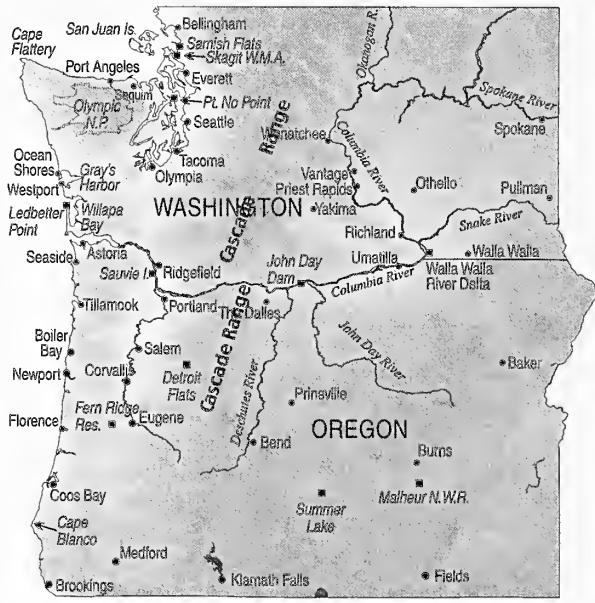 Bellingham
San Juan Is.
Samish Flats
Skagit W.M.A.
Cape
Flattery
Port Angeles
Everett
Sequim
Olympic
N.P.
Pt. No Point
Seattle
Okanogan R.
Spokane River
Spokane
Wenatchee
Columbia River
Tacoma
Olympia
Ocean
Shores
Gray's
Harbor
Westport
Vantage
Priest Rapids
Othello
Pullman
Ledbetter
Point
Willapa
Bay
WASHINGTON
Cascade Range
Yakima
Richland
Snake River
Astoria
Seaside
Sauvie I.
Ridgefield
John Day
Dam
Umatilla
Walla Walla
Walla Walla
River Delta
Columbia River
Tillamook
Portland
The Dalles
Cascade Range
John Day River
Boiler
Bay
Salem
Detroit
Flats
Baker
Newport
Corvallis
Deschutes River
Prineville
Florence
Fern Ridge
Res.
Eugene
OREGON
Bend
Burns
Coos Bay
Summer
Lake
Malheur N.W.R.
Cape
Blanco
Medford
Brookings
Klamath Falls
Fields